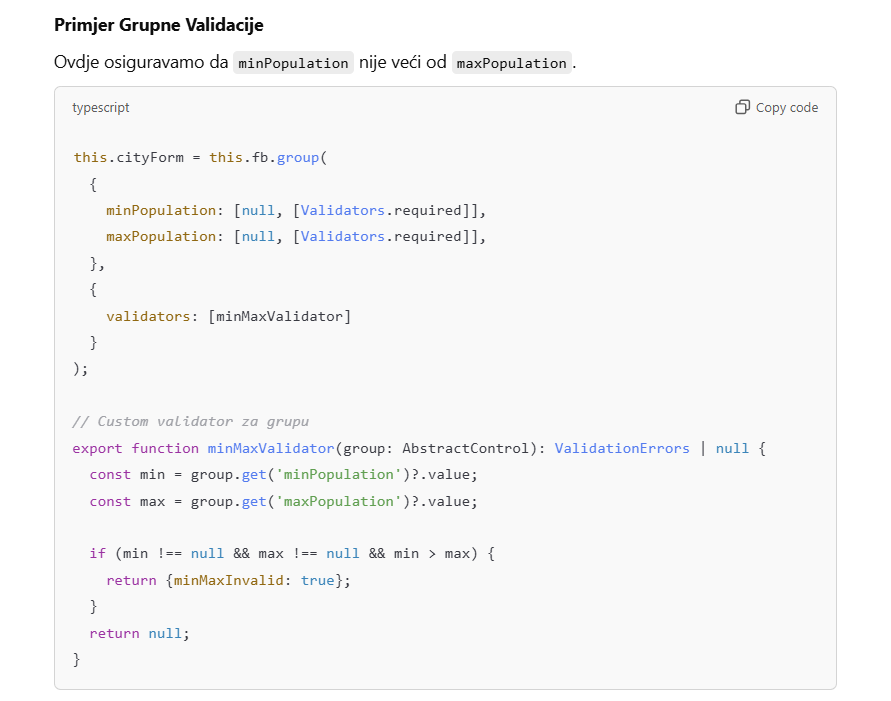 Primjer Grupne Validacije
Ovdje osiguravamo da minPopulation nije veći od maxPopulation.
typescript
Copy code
this.cityForm = this.fb.group(
  {
    minPopulation: [null, [Validators.required]],
    maxPopulation: [null, [Validators.required]],
  },
  {
    validators: [minMaxValidator]
  }
);
// Custom validator za grupu
export function minMaxValidator(group: AbstractControl): ValidationErrors | null {
  const min = group.get('minPopulation')?.value;
  const max = group.get('maxPopulation')?.value;
  if (min !== null && max !== null && min > max) {
    return {minMaxInvalid: true};
  }
  return null;
}